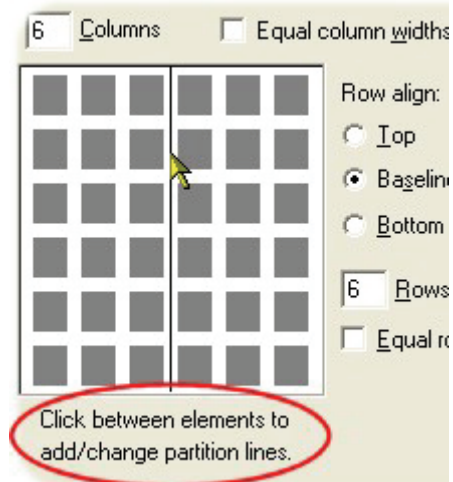 6 Columns
Equal column widths
Row align:
Top
Baseline
Bottom
6 Rows
Equal
Click between elements to
add/change partition lines.